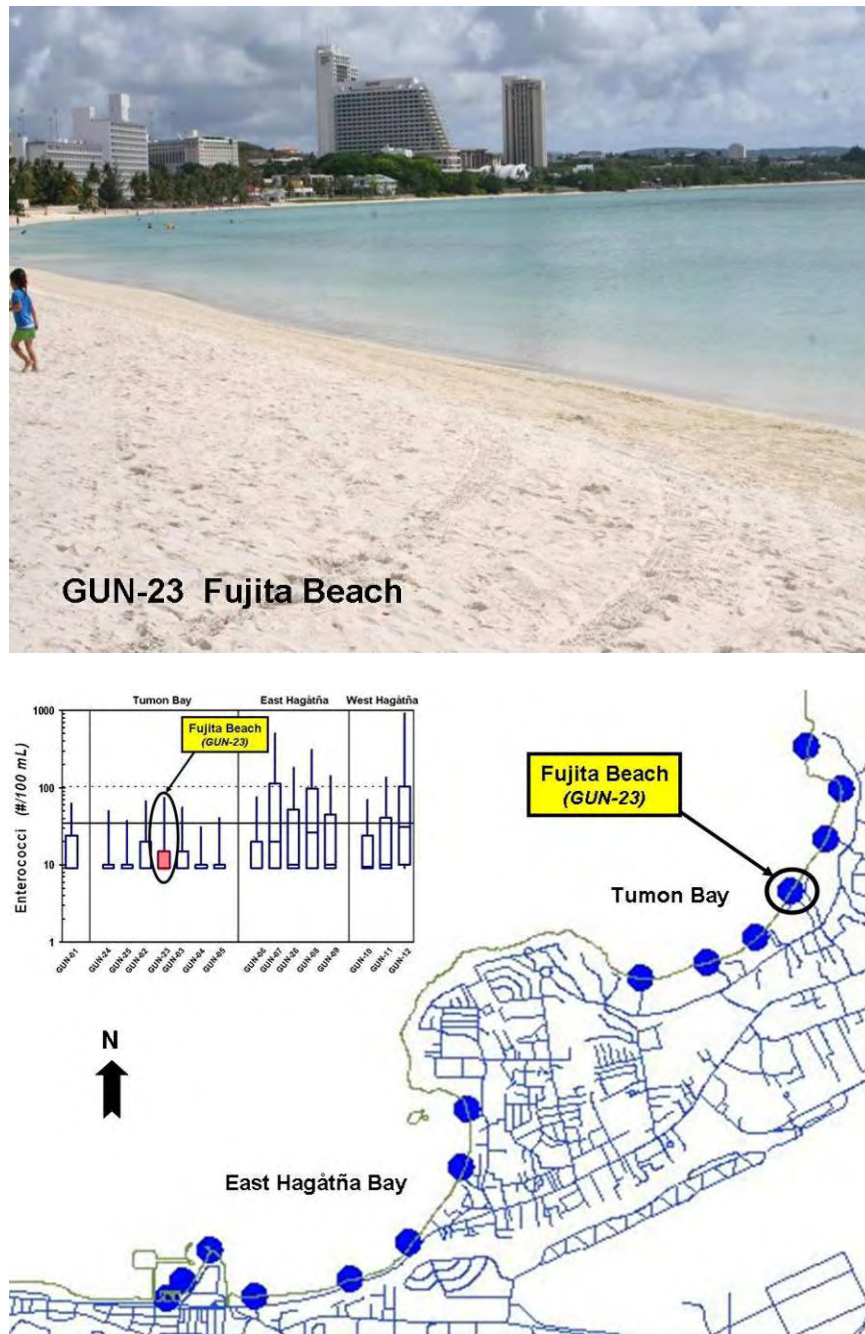 GUN-23 Fujita Beach
Tumon Bay
East Hagåtña
West Hagåtña
1000
100
10
1
Enterococci (#/100 mL)
Fujita Beach
(GUN-23)
GUN-01
GUN-24
GUN-25
GUN-02
GUN-23
GUN-03
GUN-04
GUN-05
GUN-06
GUN-07
GUN-26
GUN-08
GUN-09
GUN-10
GUN-11
GUN-12
Fujita Beach
(GUN-23)
Tumon Bay
N
East Hagåtña Bay